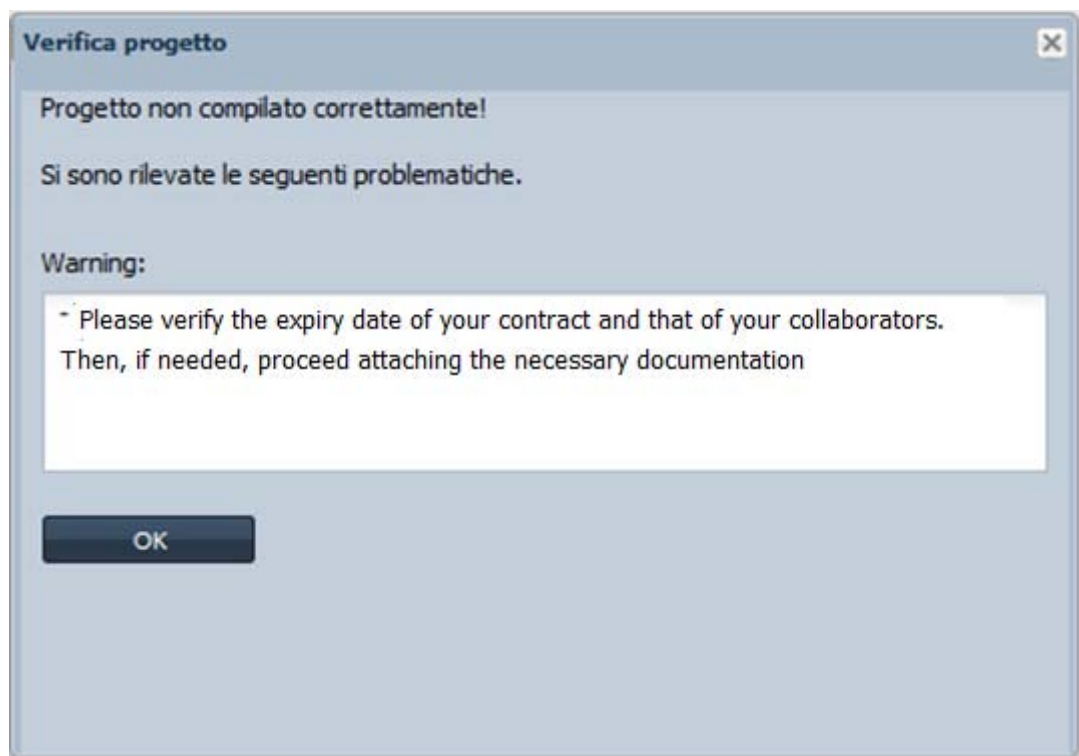 Verifica progetto
Progetto non compilato correttamente!
Si sono rilevate le seguenti problematiche.
Warning:
- Please verify the expiry date of your contract and that of your collaborators.
Then, if needed, proceed attaching the necessary documentation
OK